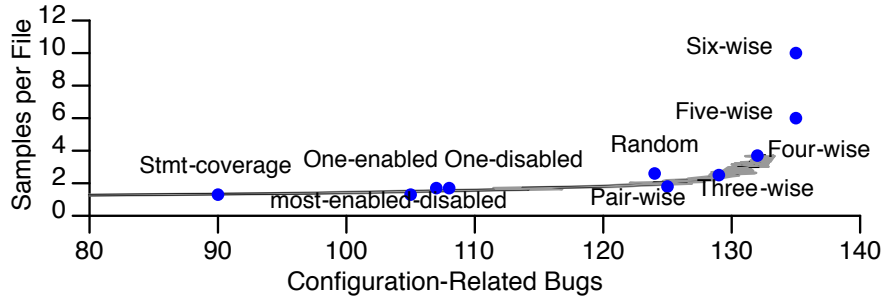 Samples per File
12
10
8
6
4
2
0
Six-wise
Five-wise
Random
Four-wise
Stmt-coverage
One-enabled
One-disabled
most-enabled-disabled
Pair-wise
Three-wise
80
90
100
110
120
130
140
Configuration-Related Bugs